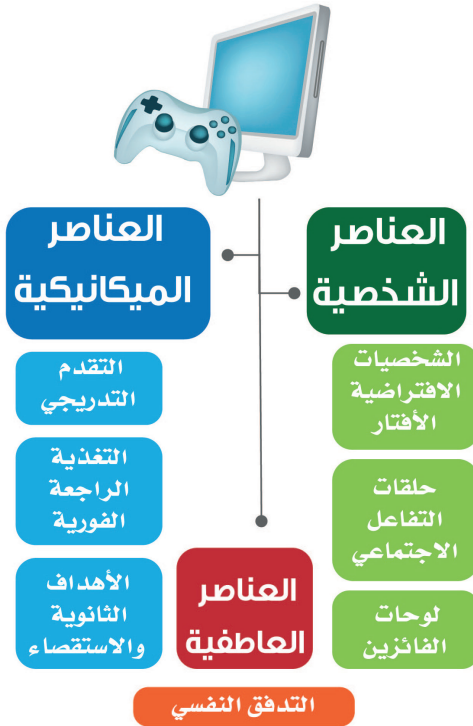 العناصر
الشخصية
الشخصيات
الافتراضية
الأفتار
حلقات
التفاعل
الاجتماعي
لوحات
الفائزين
العناصر
الميكانيكية
التقدم
التدريجي
التغذية
الراجعة
الفورية
الأهداف
الثانوية
والاستقصاء
العناصر
العاطفية
التدفق النفسي